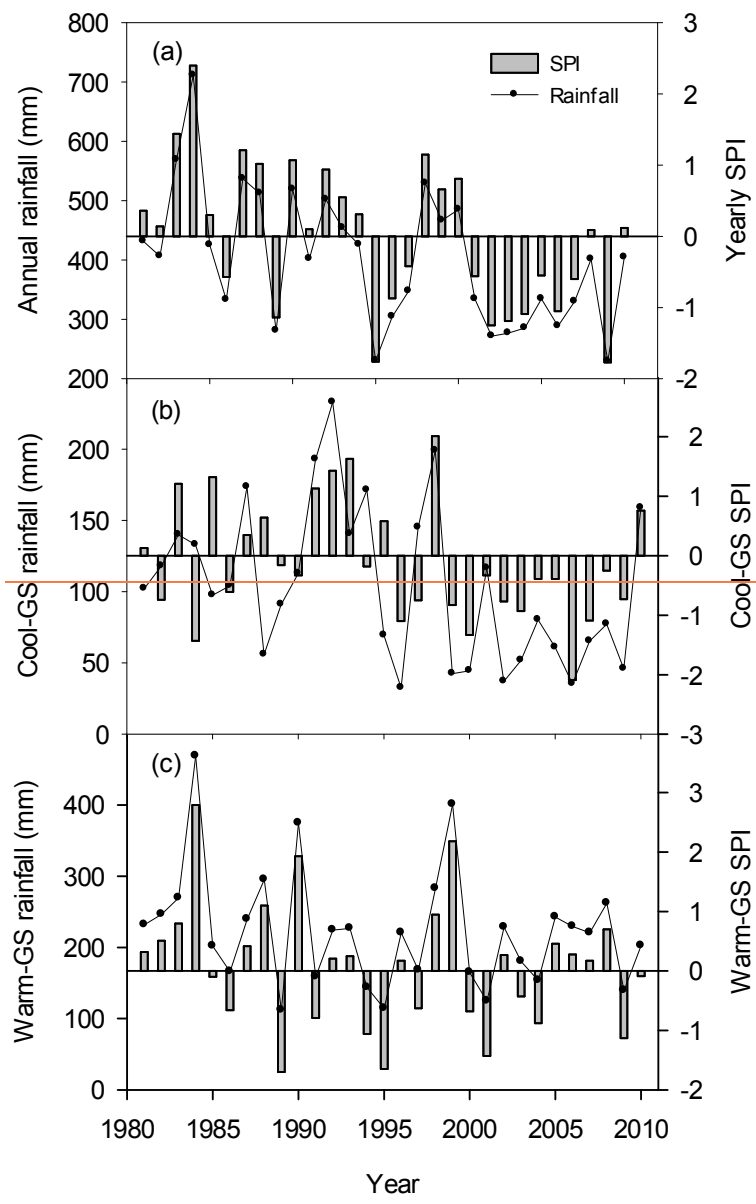 800
700
600
500
400
300
200
Annual rainfall (mm)
(a)
SPI
Rainfall
3
2
1
0
-1
-2
Yearly SPI
200
150
100
50
0
Cool-GS rainfall (mm)
(b)
2
1
0
-1
-2
-3
Cool-GS SPI
400
300
200
100
0
Warm-GS rainfall (mm)
(c)
3
2
1
0
-1
-2
Warm-GS SPI
1980 1985 1990 1995 2000 2005 2010
Year